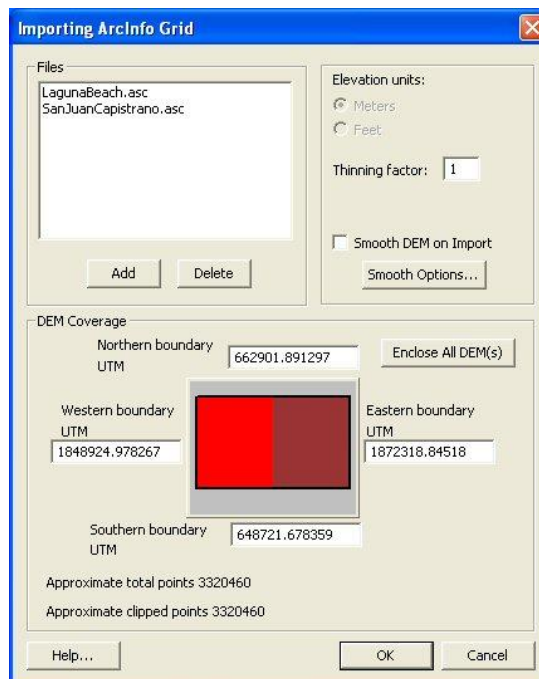 Importing ArcInfo Grid
Files
LagunaBeach.asc
SanJuanCapistrano.asc
Add
Delete
Elevation units:
Meters
Feet
Thinning factor: 1
Smooth DEM on Import
Smooth Options...
DEM Coverage
Northern boundary
UTM
662901.891297
Enclose All DEM(s)
Western boundary
UTM
1848924.978267
Eastern boundary
UTM
1872318.84518
Southern boundary
UTM
648721.678359
Approximate total points 3320460
Approximate clipped points 3320460
Help...
OK
Cancel